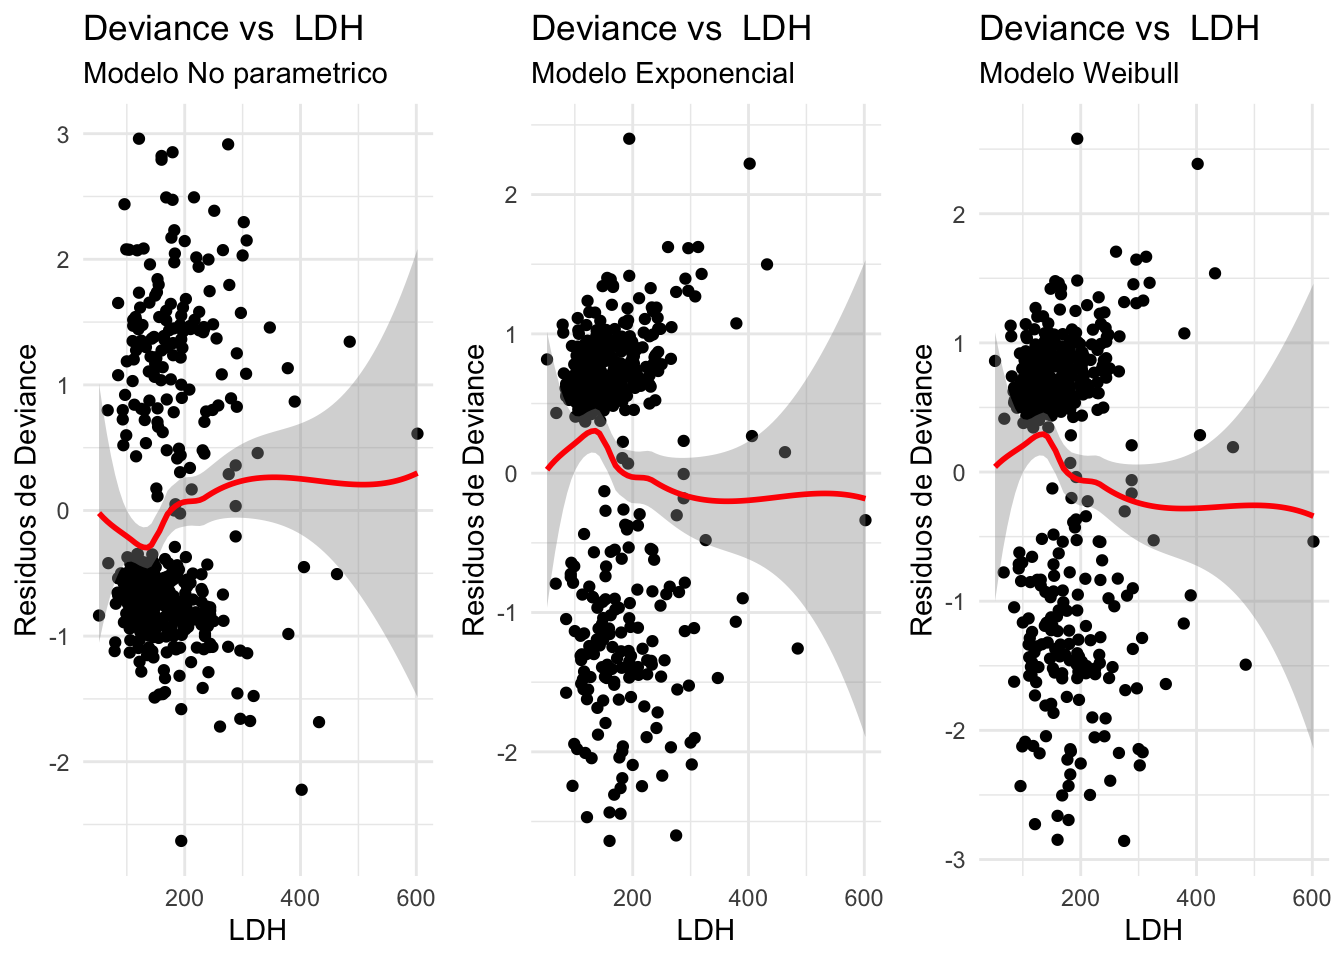 Deviance vs  LDH
Modelo No parametrico
Residuos de Deviance
3
2
1
0
-1
-2
200
400
600
LDH
Deviance vs  LDH
Modelo Exponencial
Residuos de Deviance
2
1
0
-1
-2
200
400
600
LDH
Deviance vs  LDH
Modelo Weibull
Residuos de Deviance
2
1
0
-1
-2
-3
200
400
600
LDH